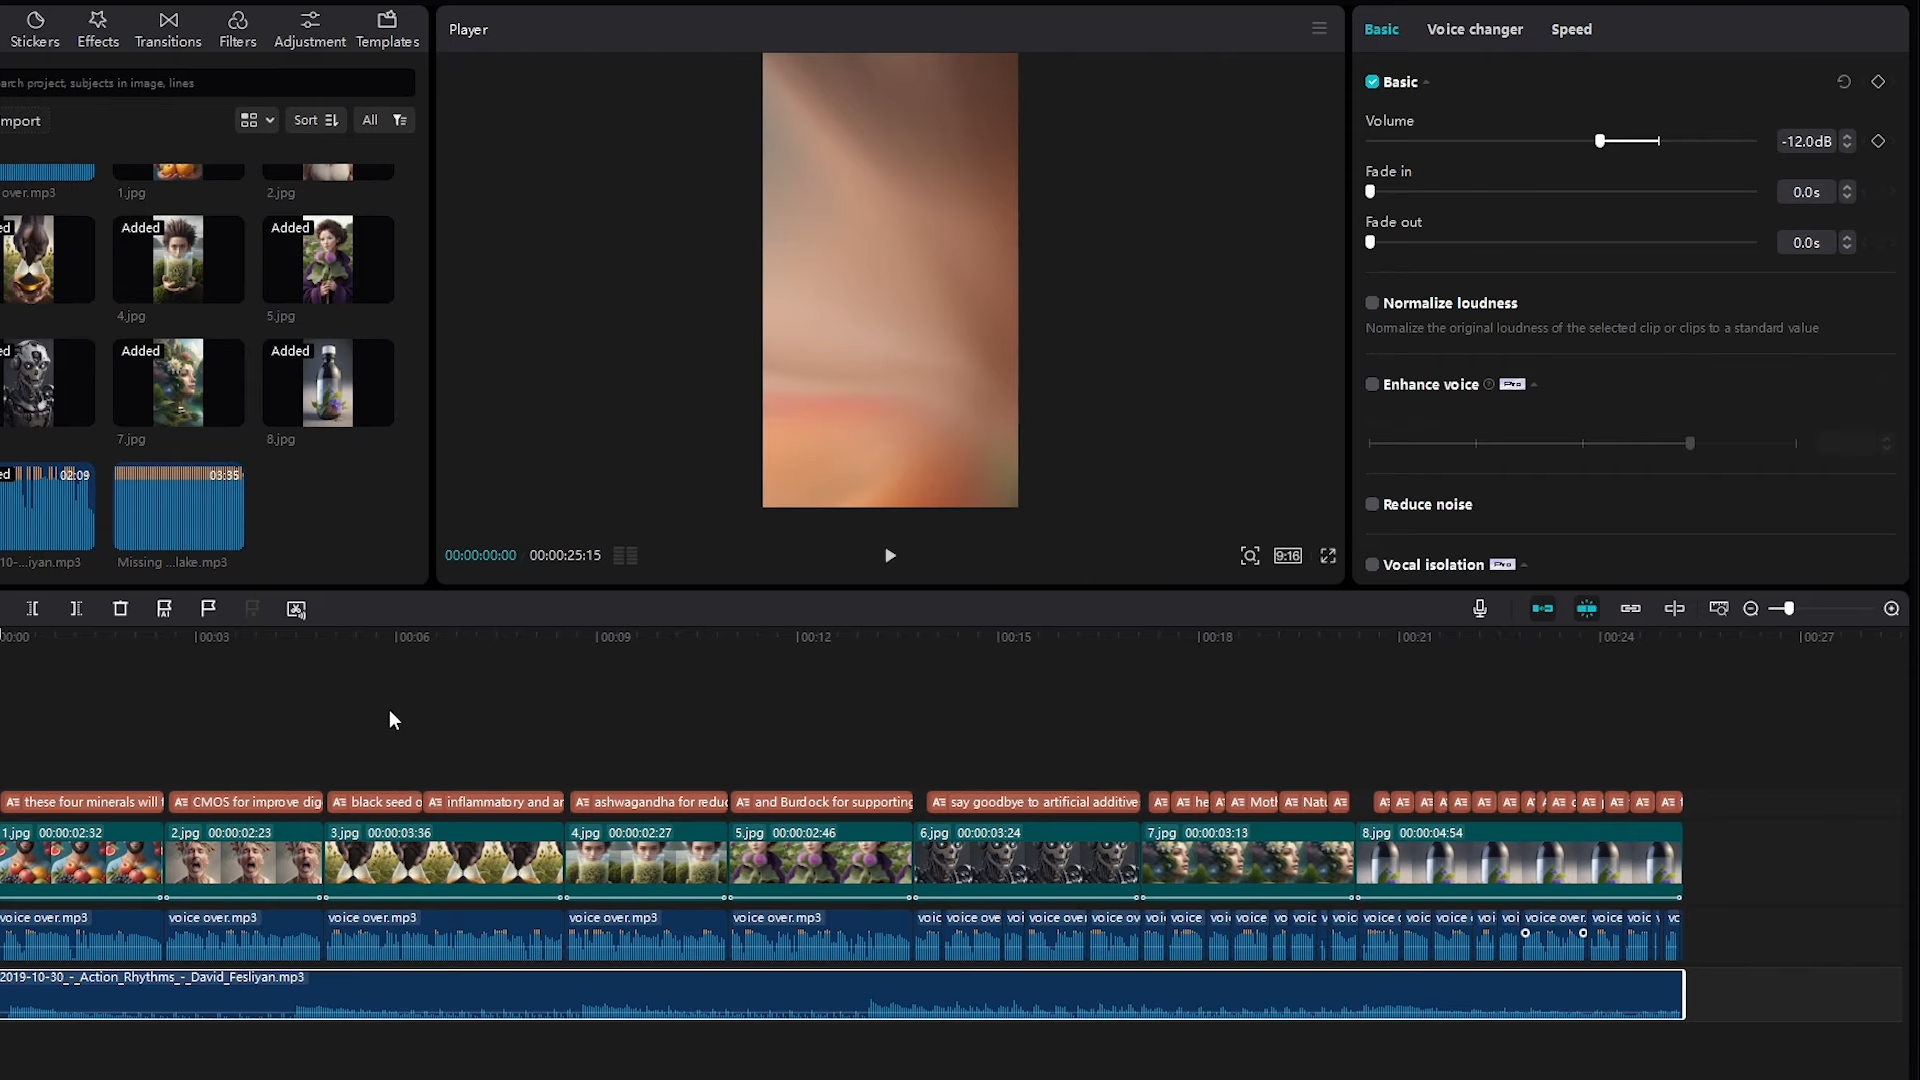 Stickers
Effects
Transitions
Filters
Adjustment
Templates
arch project, subjects in image, lines
mport
Sort
All
over.mp3
1.jpg
2.jpg
ed
Added
Added
4.jpg
5.jpg
ed
Added
Added
7.jpg
8.jpg
ed
02:09
03:35
10-...iyan.mp3
Missing ...lake.mp3
Player
00:00:00:00
00:00:25:15
9:16
Basic
Voice changer
Speed
Basic
Volume
-12.0dB
Fade in
0.0s
Fade out
0.0s
Normalize loudness
Normalize the original loudness of the selected clip or clips to a standard value
Enhance voice
Pro
Reduce noise
Vocal isolation
Pro
AI
00:00
00:03
00:06
00:09
00:12
00:15
00:18
00:21
00:24
00:27
these four minerals will
CMOS for improve dig
black seed o
inflammatory and an
ashwagandha for reduc
and Burdock for supporting
say goodbye to artificial additive
he
Moth
Natu
1.jpg 00:00:02:32
2.jpg 00:00:02:23
3.jpg 00:00:03:36
4.jpg 00:00:02:27
5.jpg 00:00:02:46
6.jpg 00:00:03:24
7.jpg 00:00:03:13
8.jpg 00:00:04:54
voice over.mp3
voice over.mp3
voice over.mp3
voice over.mp3
voice over.mp3
voic
voice ove
voi
voice over
voice ov
voi
voice
voi
voice
vo
voic
v
voi
voice o
voic
voice o
voi
voi
voice over.
voice
voic
v
vo
2019-10-30_-_Action_Rhythms_-_David_Fesliyan.mp3